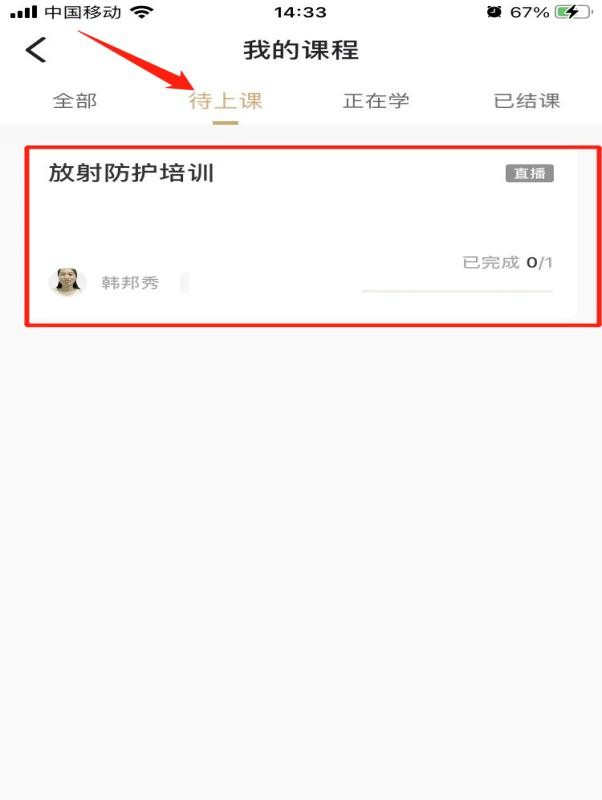 中国移动 14:33 67%
我的课程
全部 待上课 正在学 已结课
放射防护培训 直播
已完成 0/1
韩邦秀